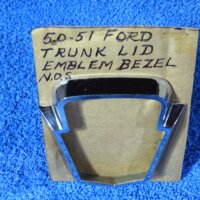 50-51 FORD
TRUNK LID
EMBLEM BEZEL
N.O.S